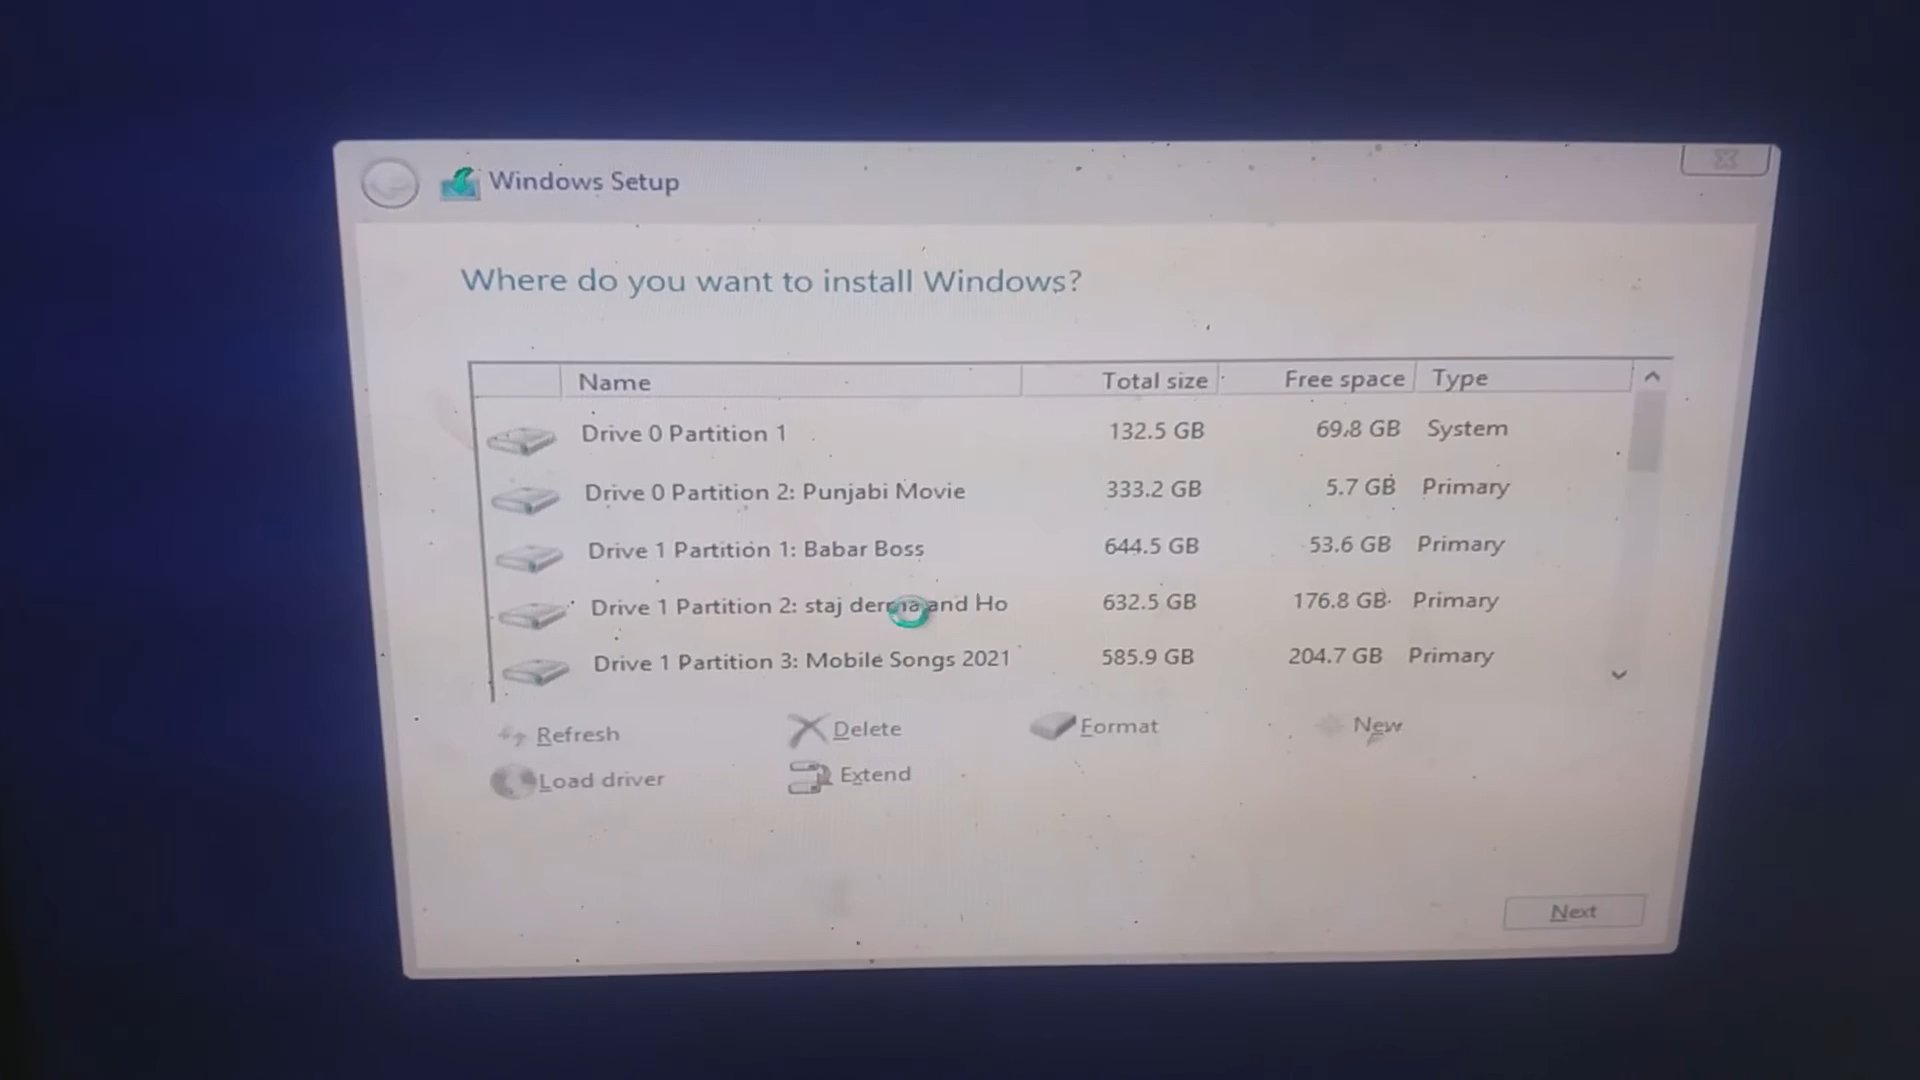 Windows Setup
Where do you want to install Windows?
Name Total size Free space Type
Drive 0 Partition 1 132.5 GB 69.8 GB System
Drive 0 Partition 2: Punjabi Movie 333.2 GB 5.7 GB Primary
Drive 1 Partition 1: Babar Boss 644.5 GB 53.6 GB Primary
Drive 1 Partition 2: staj and Ho 632.5 GB 176.8 GB Primary
Drive 1 Partition 3: Mobile Songs 2021 585.9 GB 204.7 GB Primary
Refresh Delete Format New
Load driver Extend
Next